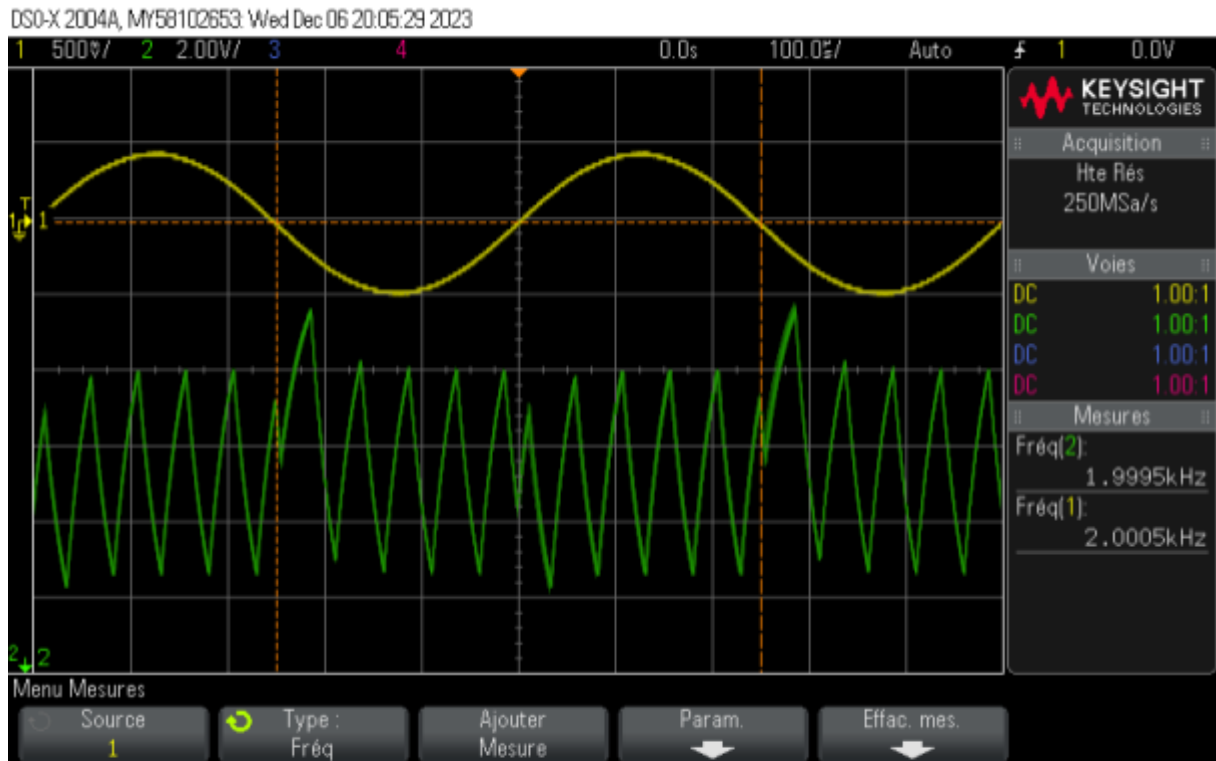 DSO-X 2004A, MY58102653: Wed Dec 06 20:05:29 2023
1 500▽/ 2 2.00V/ 3 4 0.0s 100.0㎲/ Auto ⨍ 1 0.0V
KEYSIGHT
TECHNOLOGIES
Acquisition
Hte Rés
250MSa/s
Voies
DC 1.00:1
DC 1.00:1
DC 1.00:1
DC 1.00:1
Mesures
Fréq(2):
1.9995kHz
Fréq(1):
2.0005kHz
T
1 1
2 2
Menu Mesures
Source
1
Type :
Fréq
Ajouter
Mesure
Param.
Effac. mes.